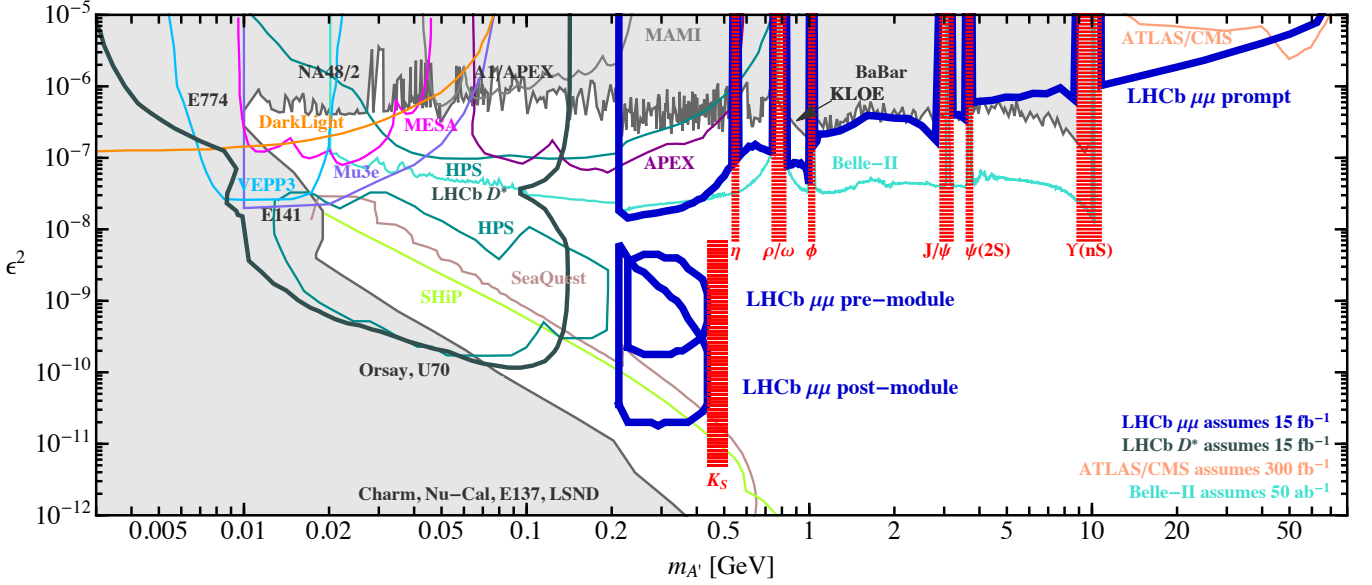 10⁻⁵
10⁻⁶
10⁻⁷
10⁻⁸
10⁻⁹
10⁻¹⁰
10⁻¹¹
10⁻¹²
ϵ²
MAMI
ATLAS/CMS
NA48/2
A1/APEX
BaBar
KLOE
E774
LHCb μμ prompt
DarkLight
MESA
HPS
APEX
Belle−II
VEPP3
Mu3e
LHCb D*
E141
HPS
η
ρ/ω
ϕ
J/ψ
ψ(2S)
Υ(nS)
SeaQuest
SHiP
LHCb μμ pre−module
Orsay, U70
LHCb μμ post−module
LHCb μμ assumes 15 fb⁻¹
LHCb D* assumes 15 fb⁻¹
ATLAS/CMS assumes 300 fb⁻¹
Belle−II assumes 50 ab⁻¹
K_S
Charm, Nu−Cal, E137, LSND
0.005 0.01 0.02 0.05 0.1 0.2 0.5 1 2 5 10 20 50
m_A' [GeV]